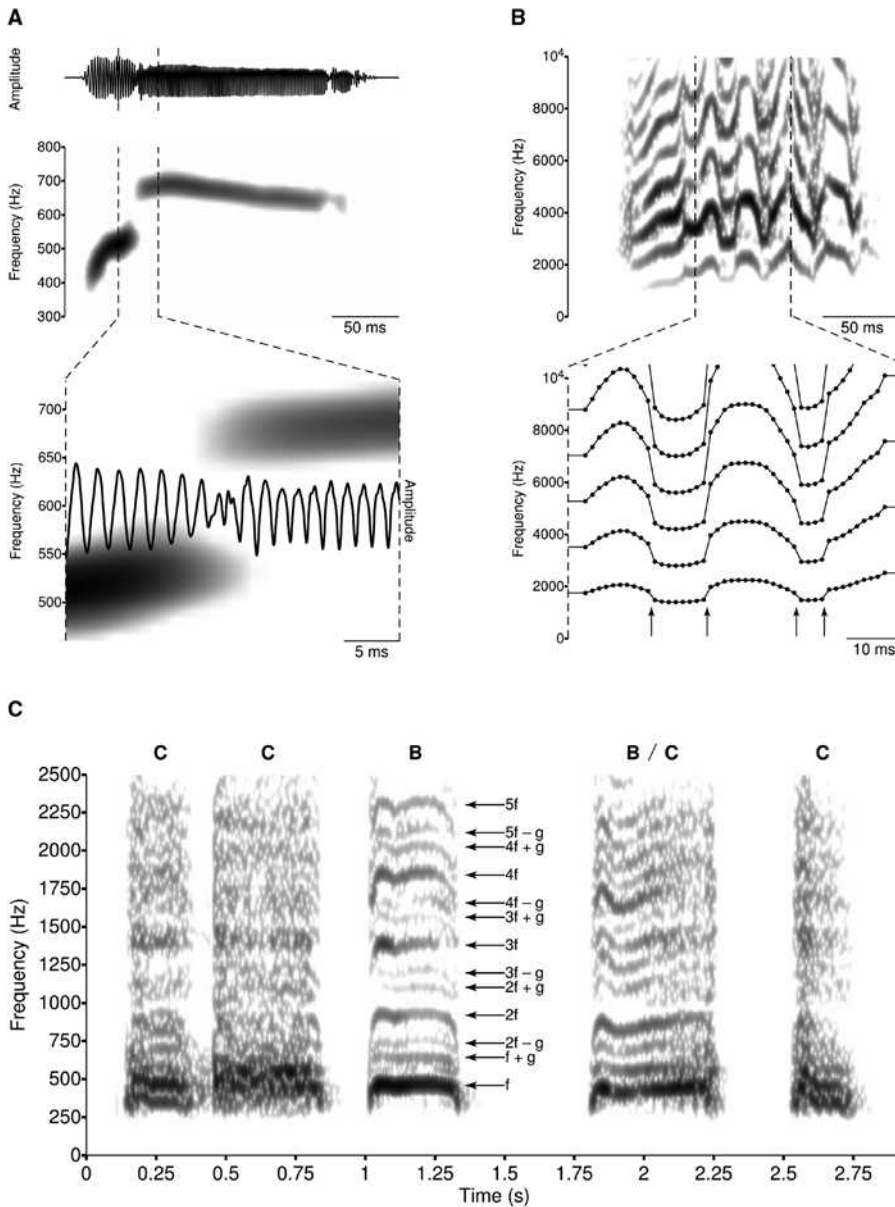 A
Amplitude
Frequency (Hz)
800
700
600
500
400
300
50 ms
Frequency (Hz)
700
650
600
550
500
Amplitude
5 ms
B
Frequency (Hz)
10⁴
8000
6000
4000
2000
0
50 ms
Frequency (Hz)
10⁴
8000
6000
4000
2000
0
10 ms
C
C C B B / C C
Frequency (Hz)
2500
2250
2000
1750
1500
1250
1000
750
500
250
0
5f
5f – g
4f + g
4f
4f – g
3f + g
3f
3f – g
2f + g
2f
2f – g
f + g
f
0 0.25 0.5 0.75 1 1.25 1.5 1.75 2 2.25 2.5 2.75
Time (s)